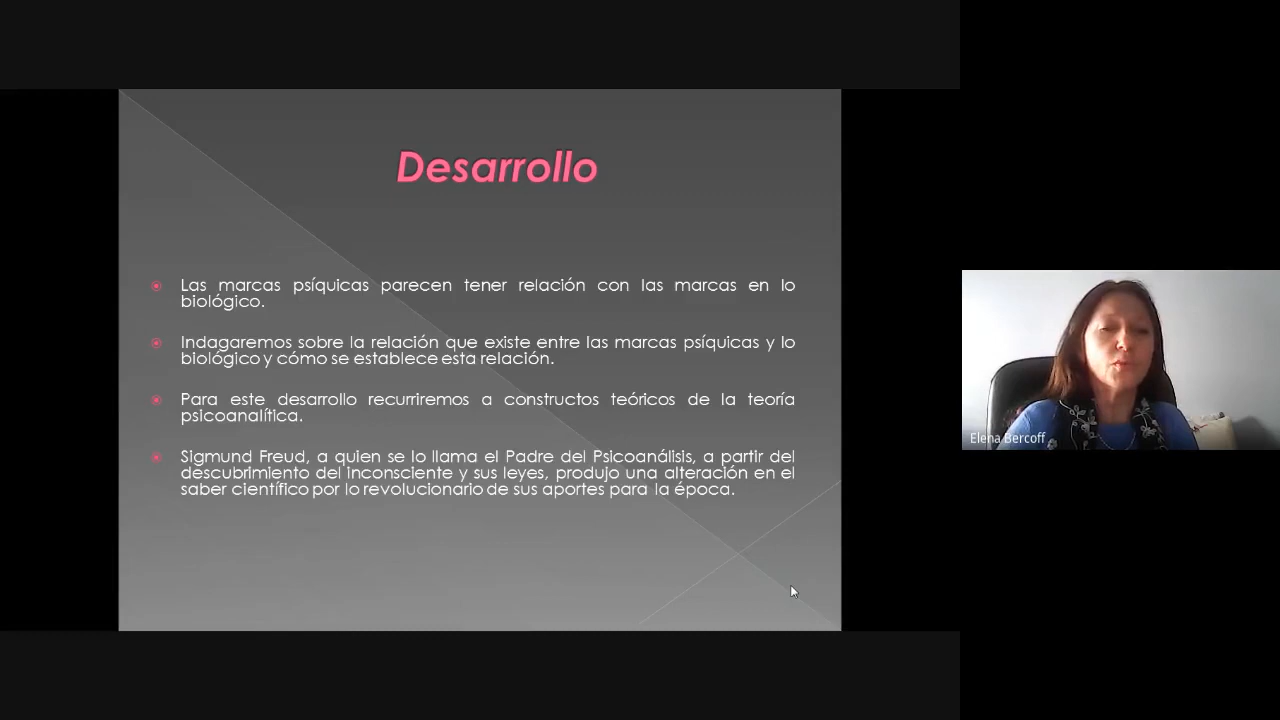 Desarrollo
Las marcas psíquicas parecen tener relación con las marcas en lo
biológico.
Indagaremos sobre la relación que existe entre las marcas psíquicas y lo
biológico y cómo se establece esta relación.
Para este desarrollo recurriremos a constructos teóricos de la teoría
psicoanalítica.
Sigmund Freud, a quien se lo llama el Padre del Psicoanálisis, a partir del
descubrimiento del inconsciente y sus leyes, produjo una alteración en el
saber científico por lo revolucionario de sus aportes para la época.
Elena Bercoff